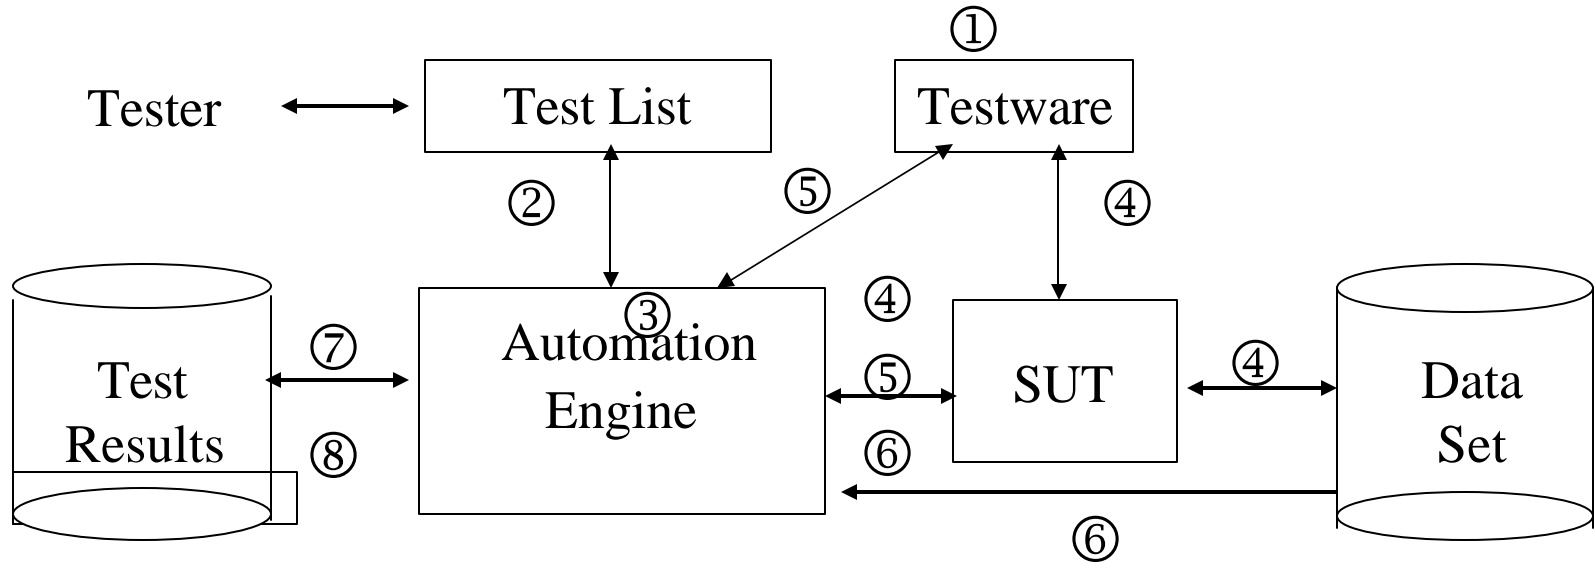 ①
Tester
Test List
Testware
②
⑤
④
③
④
Automation
Engine
⑦
⑧
Test
Results
⑤
⑥
SUT
④
Data
Set
⑥